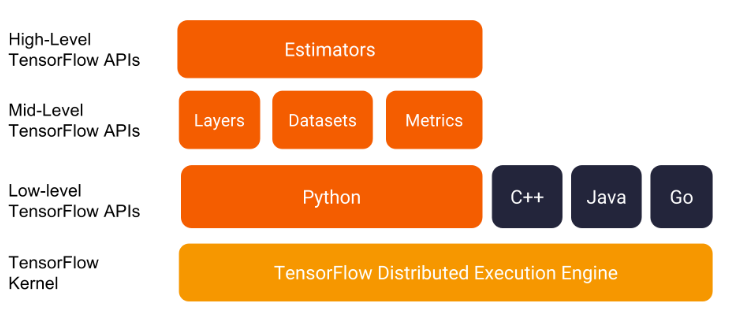 High-Level
TensorFlow APIs
Estimators
Mid-Level
TensorFlow APIs
Layers
Datasets
Metrics
Low-level
TensorFlow APIs
Python
C++
Java
Go
TensorFlow
Kernel
TensorFlow Distributed Execution Engine